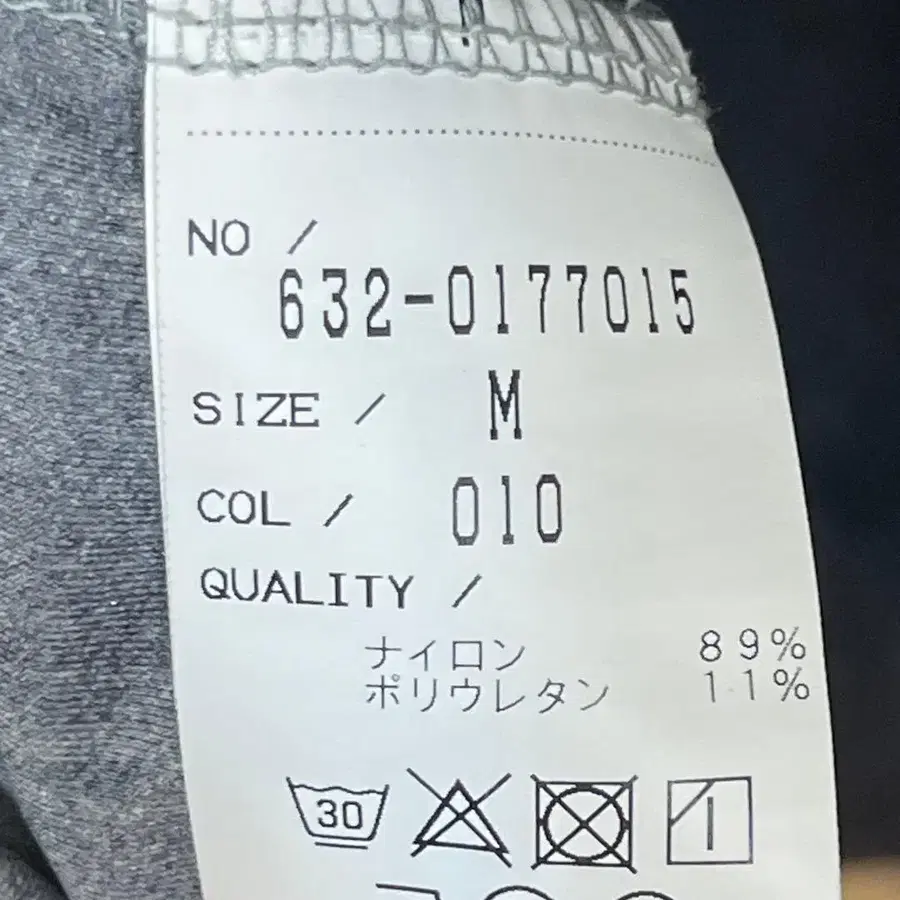 NO /
632-0177015
SIZE / M
COL / 010
QUALITY /
ナイロン 89%
ポリウレタン 11%
30